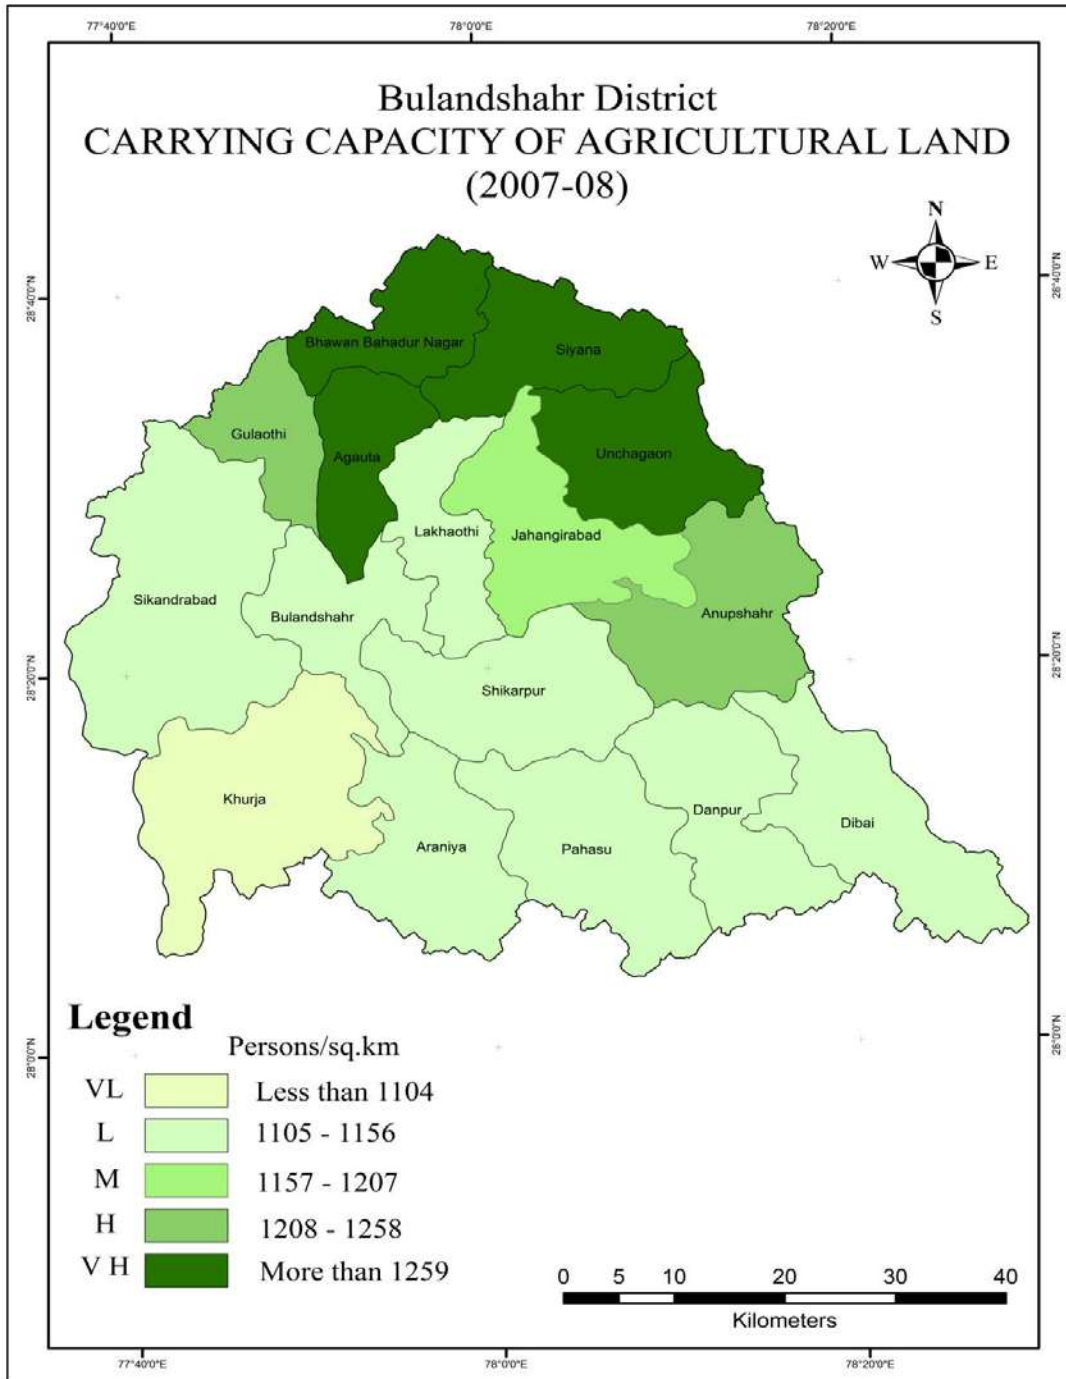 77°40'0"E 78°0'0"E 78°20'0"E
Bulandshahr District
CARRYING CAPACITY OF AGRICULTURAL LAND
(2007-08)
N
W E
S
28°40'0"N 28°40'0"N
Bhawan Bahadur Nagar
Siyana
Gulaothi
Agauta
Unchagaon
Lakhaothi
Jahangirabad
Sikandrabad
Bulandshahr
Anupshahr
28°20'0"N 28°20'0"N
Shikarpur
Khurja
Danpur
Dibai
Araniya
Pahasu
Legend
Persons/sq.km
28°0'0"N 28°0'0"N
VL Less than 1104
L 1105 - 1156
M 1157 - 1207
H 1208 - 1258
V H More than 1259
0 5 10 20 30 40
Kilometers
77°40'0"E 78°0'0"E 78°20'0"E